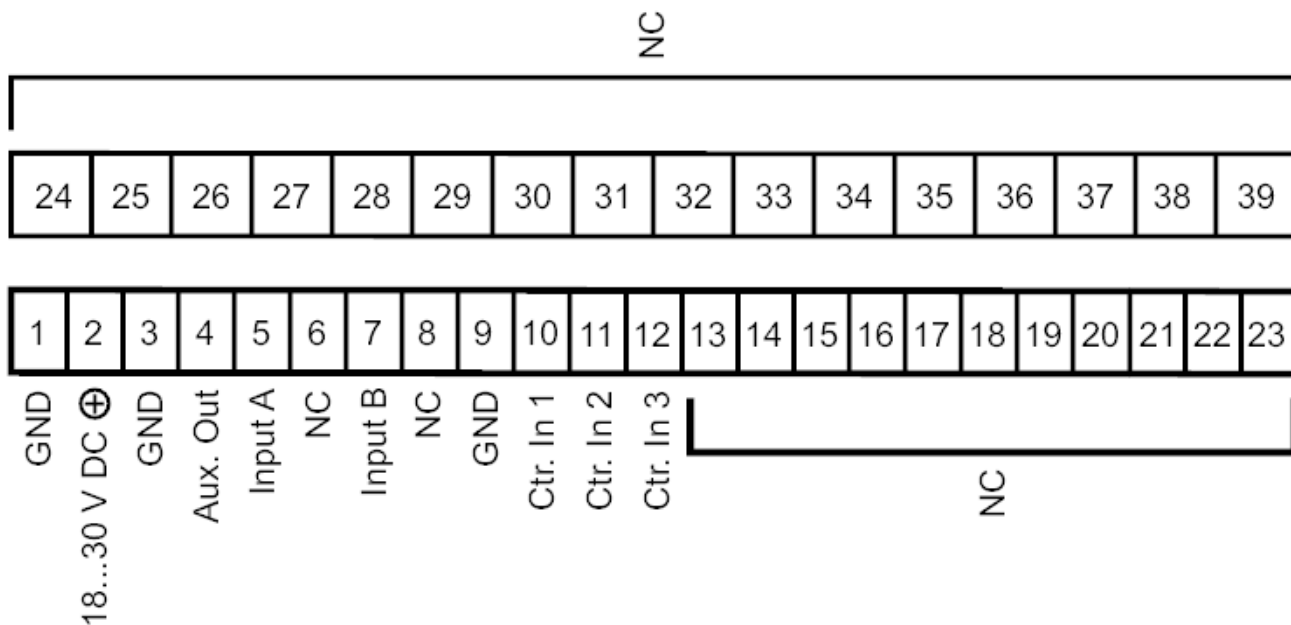 NC
24 25 26 27 28 29 30 31 32 33 34 35 36 37 38 39
1 2 3 4 5 6 7 8 9 10 11 12 13 14 15 16 17 18 19 20 21 22 23
GND
18...30 V DC ⊕
GND
Aux. Out
Input A
NC
Input B
NC
GND
Ctr. In 1
Ctr. In 2
Ctr. In 3
NC